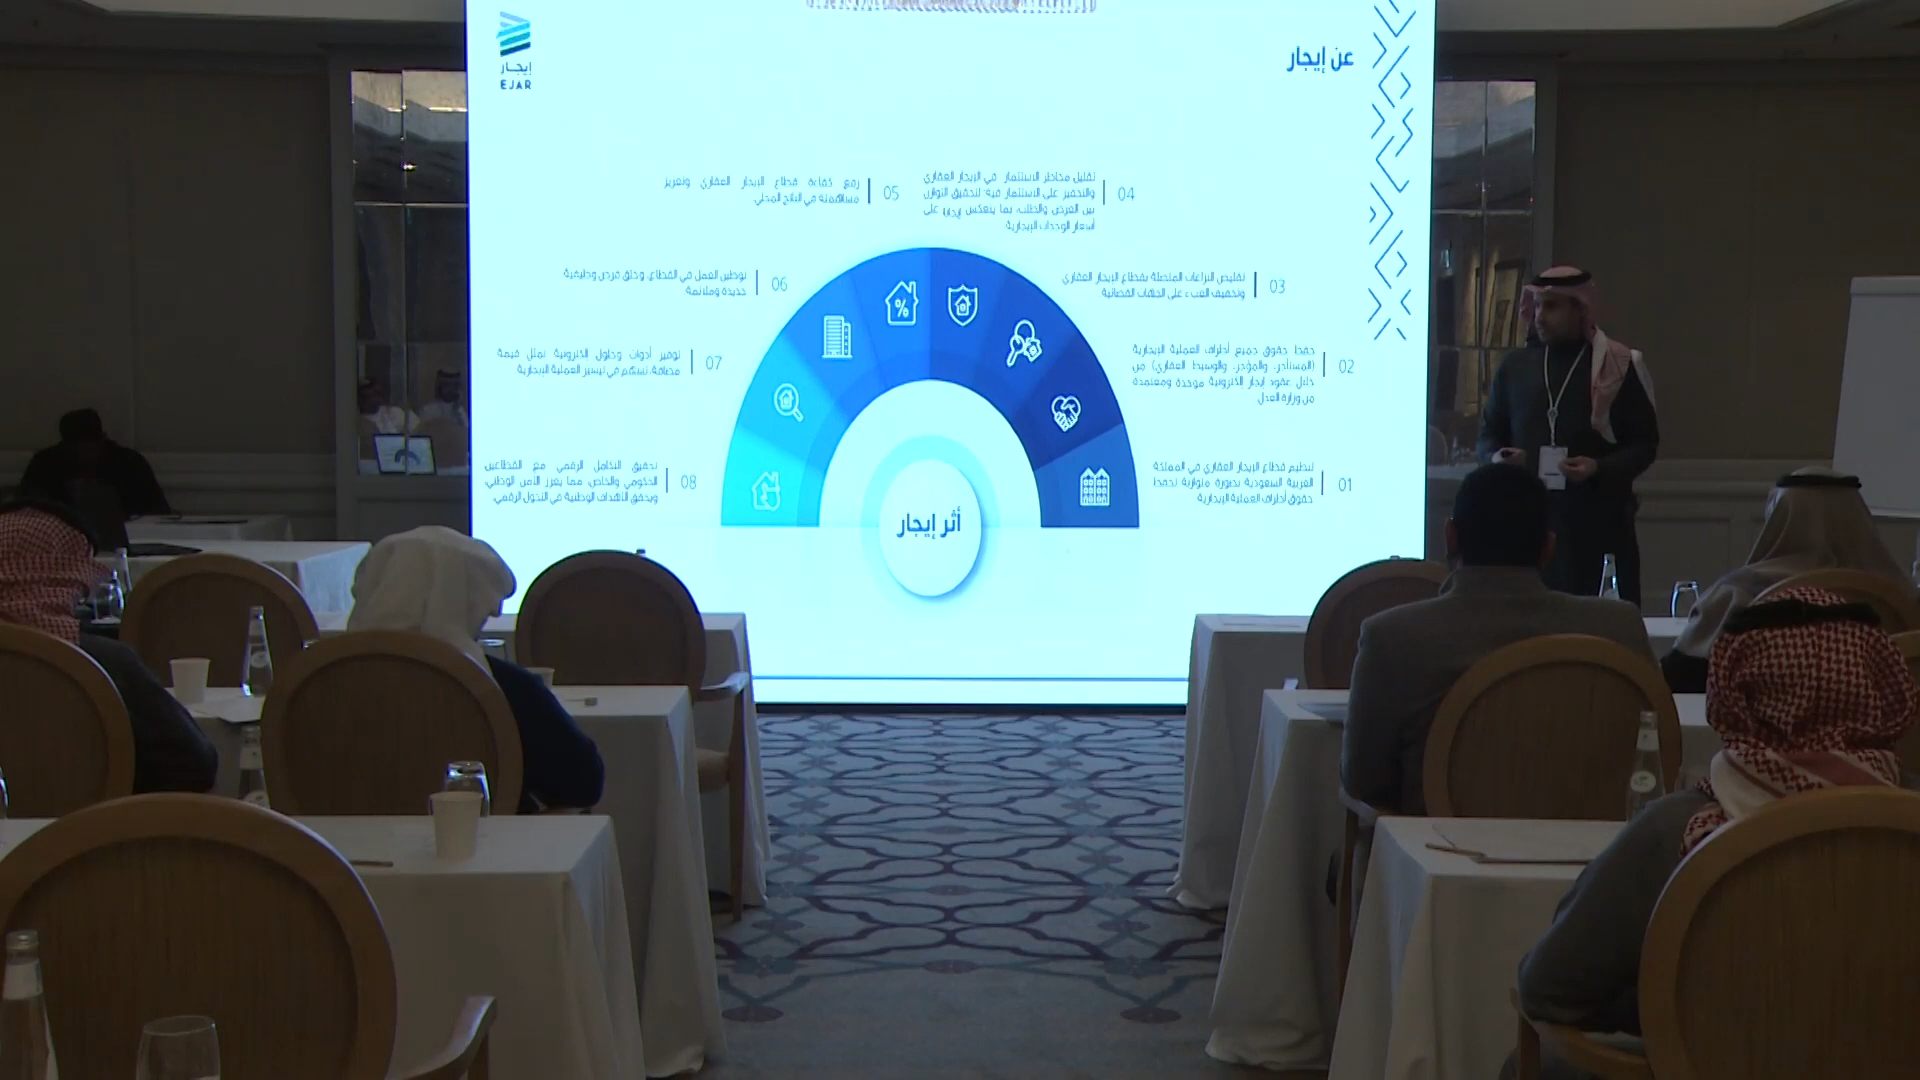 إيجار
EJAR
عن إيجار
04
تقليل مخاطر الاستثمار في الإيجار العقاري
والتحفيز على الاستثمار فيه؛ لتحقيق التوازن
بين العرض والطلب، بما ينعكس إيجابا على
أسعار الوحدات الإيجارية
05
رفع كفاءة قطاع الإيجار العقاري وتعزيز
مساهمته في الناتج المحلي.
03
تقليص النزاعات المتصلة بقطاع الإيجار العقاري
وتخفيف العبء على الجهات القضائية
06
توطين العمل في القطاع، وخلق فرص وظيفية
جديدة وملائمة
02
حفظ حقوق جميع أطراف العملية الإيجارية
(المستأجر، والمؤجر، والوسيط العقاري) من
خلال عقود إيجار إلكترونية موحدة ومعتمدة
من وزارة العدل.
07
توفير أدوات وحلول إلكترونية تمثل قيمة
مضافة، تسهم في تيسير العملية الإيجارية
01
تنظيم قطاع الإيجار العقاري في المملكة
العربية السعودية بصورة متوازنة تحفظ
حقوق أطراف العملية الإيجارية
08
تحقيق التكامل الرقمي مع القطاعين
الحكومي والخاص، مما يعزز الأمن الوطني،
ويحقق الأهداف الوطنية في التحول الرقمي.
%
أثر إيجار